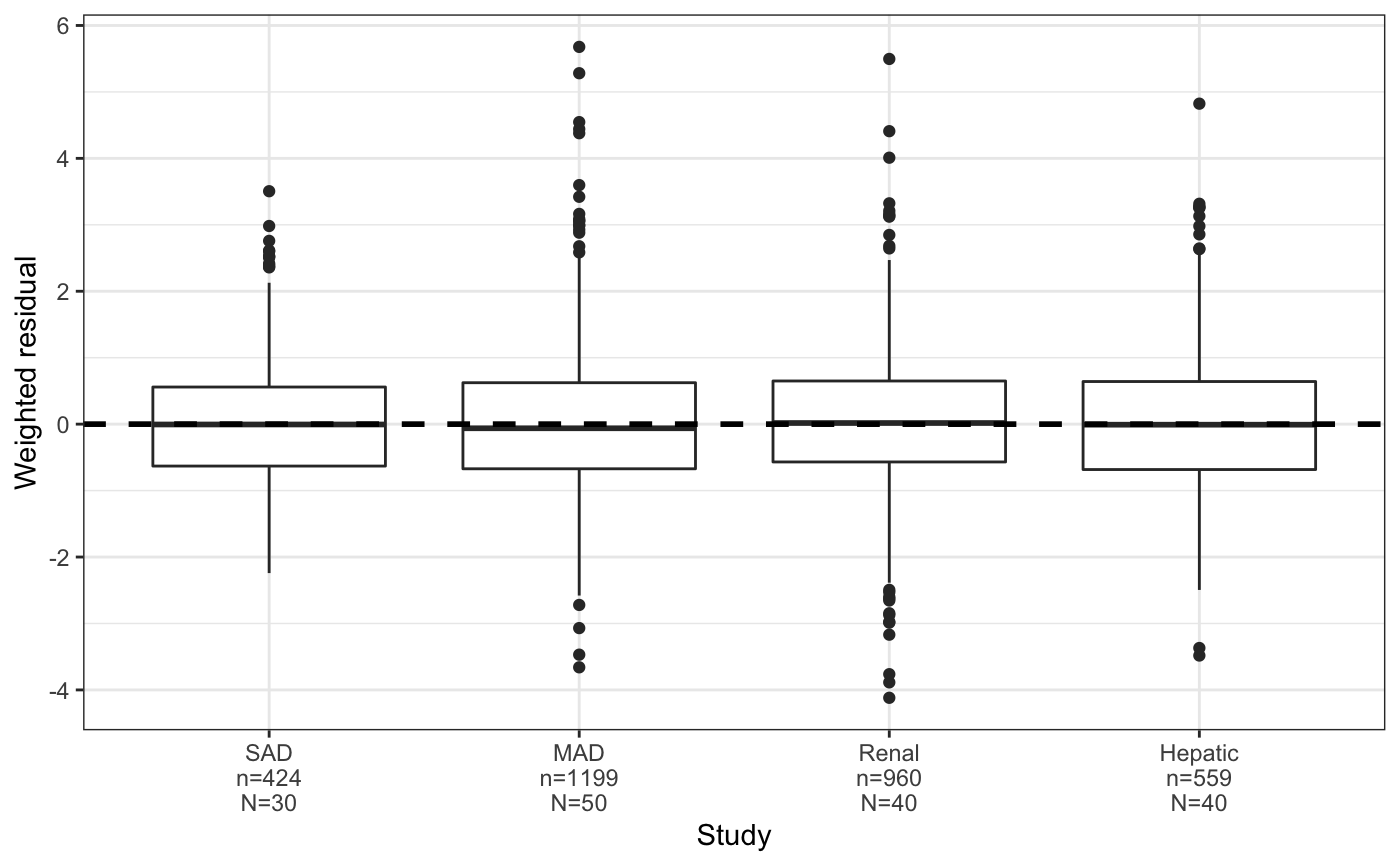 Weighted residual
6
4
2
0
-2
-4
SAD
n=424
N=30
MAD
n=1199
N=50
Renal
n=960
N=40
Hepatic
n=559
N=40
Study